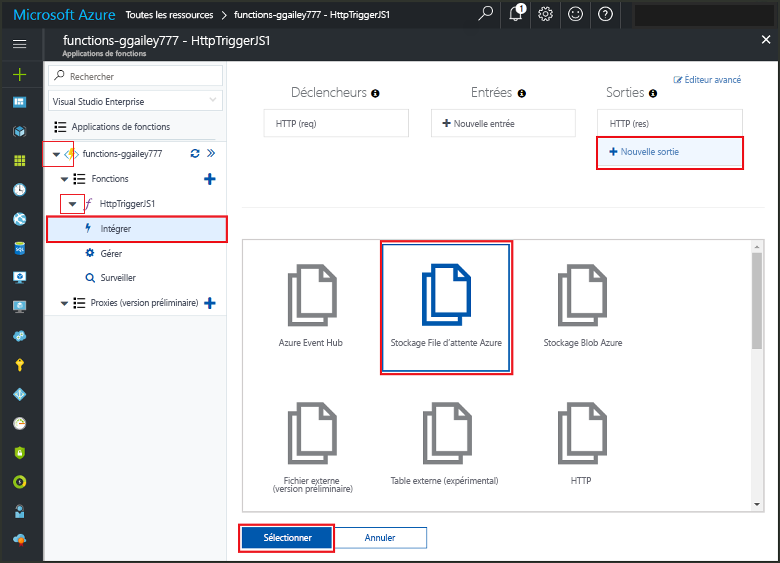 Microsoft Azure Toutes les ressources > functions-ggailey777 - HttpTriggerJS1
1
functions-ggailey777 - HttpTriggerJS1
Applications de fonctions
Rechercher
Visual Studio Enterprise
Applications de fonctions
functions-ggailey777
Fonctions
HttpTriggerJS1
Intégrer
Gérer
Surveiller
Proxies (version préliminaire)
Éditeur avancé
Déclencheurs
Entrées
Sorties
HTTP (req)
Nouvelle entrée
HTTP (res)
Nouvelle sortie
Azure Event Hub
Stockage File d'attente Azure
Stockage Blob Azure
Fichier externe
(version préliminaire)
Table externe (expérimental)
HTTP
Sélectionner
Annuler